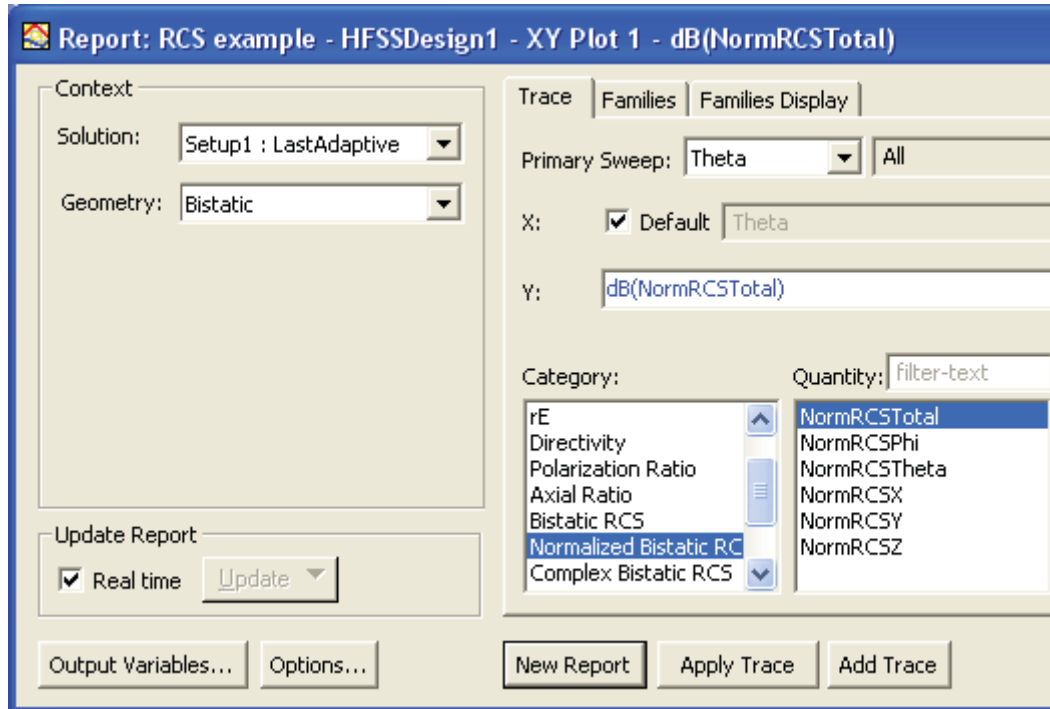 Report: RCS example - HFSSDesign1 - XY Plot 1 - dB(NormRCSTotal)
Context
Solution: Setup1 : LastAdaptive
Geometry: Bistatic
Update Report
Real time Update
Output Variables... Options...
Trace Families Families Display
Primary Sweep: Theta All
X: Default Theta
Y: dB(NormRCSTotal)
Category:
rE
Directivity
Polarization Ratio
Axial Ratio
Bistatic RCS
Normalized Bistatic RC
Complex Bistatic RCS
Quantity: filter-text
NormRCSTotal
NormRCSPhi
NormRCSTheta
NormRCSX
NormRCSY
NormRCSZ
New Report Apply Trace Add Trace